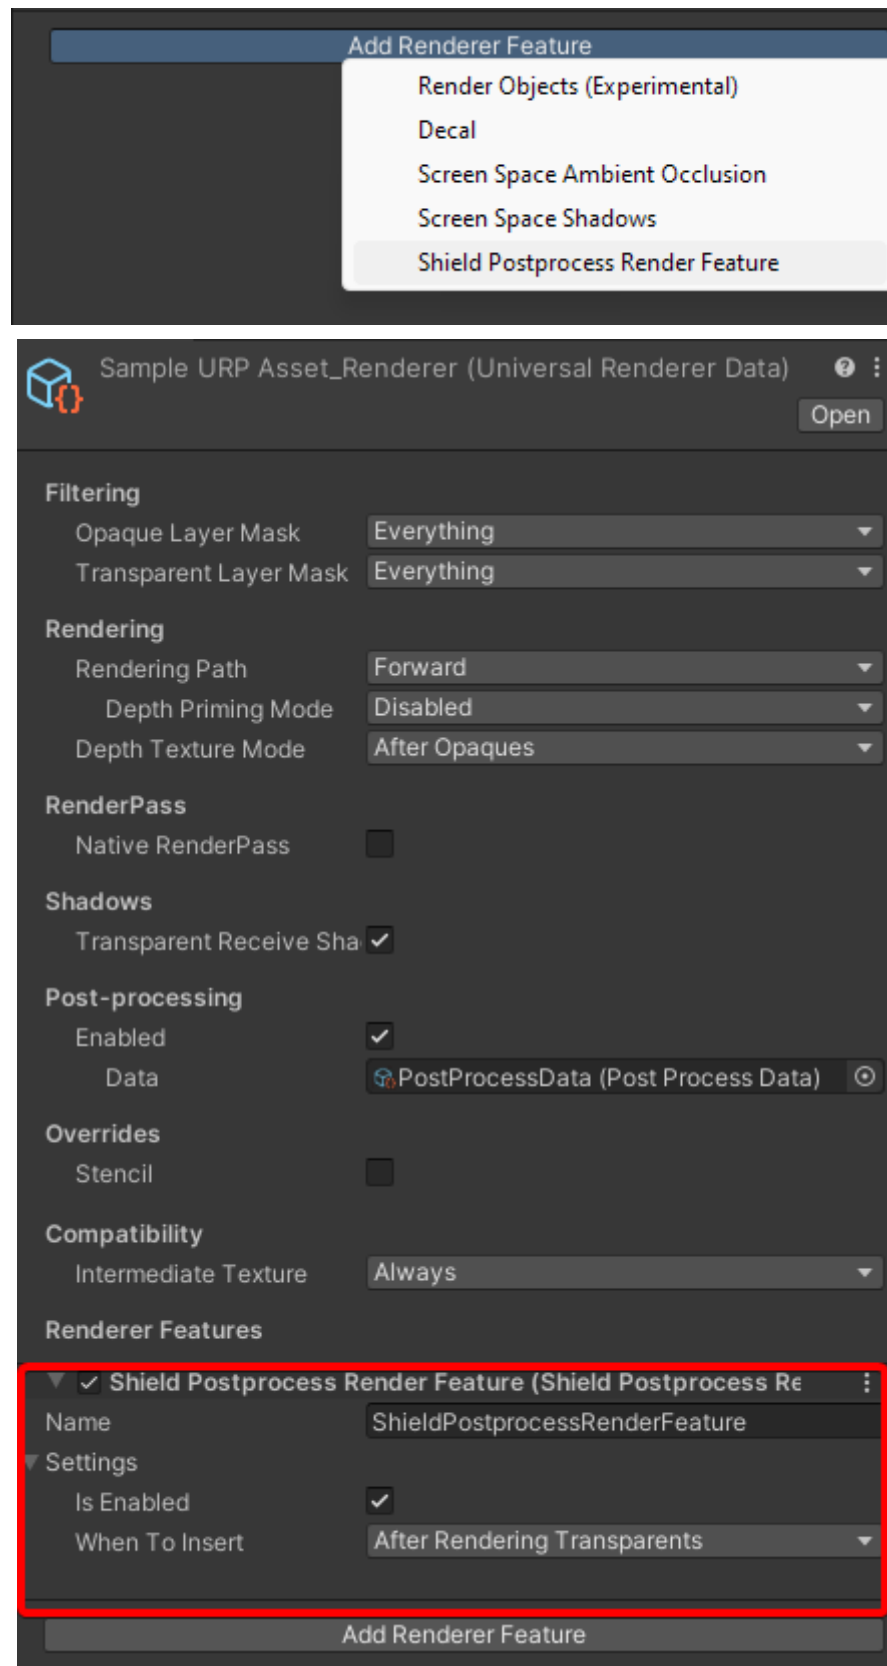 Add Renderer Feature
Render Objects (Experimental)
Decal
Screen Space Ambient Occlusion
Screen Space Shadows
Shield Postprocess Render Feature
Sample URP Asset_Renderer (Universal Renderer Data)
Open
Filtering
Opaque Layer Mask Everything
Transparent Layer Mask Everything
Rendering
Rendering Path Forward
Depth Priming Mode Disabled
Depth Texture Mode After Opaques
RenderPass
Native RenderPass
Shadows
Transparent Receive Sha
Post-processing
Enabled
Data PostProcessData (Post Process Data)
Overrides
Stencil
Compatibility
Intermediate Texture Always
Renderer Features
Shield Postprocess Render Feature (Shield Postprocess Re
Name ShieldPostprocessRenderFeature
Settings
Is Enabled
When To Insert After Rendering Transparents
Add Renderer Feature